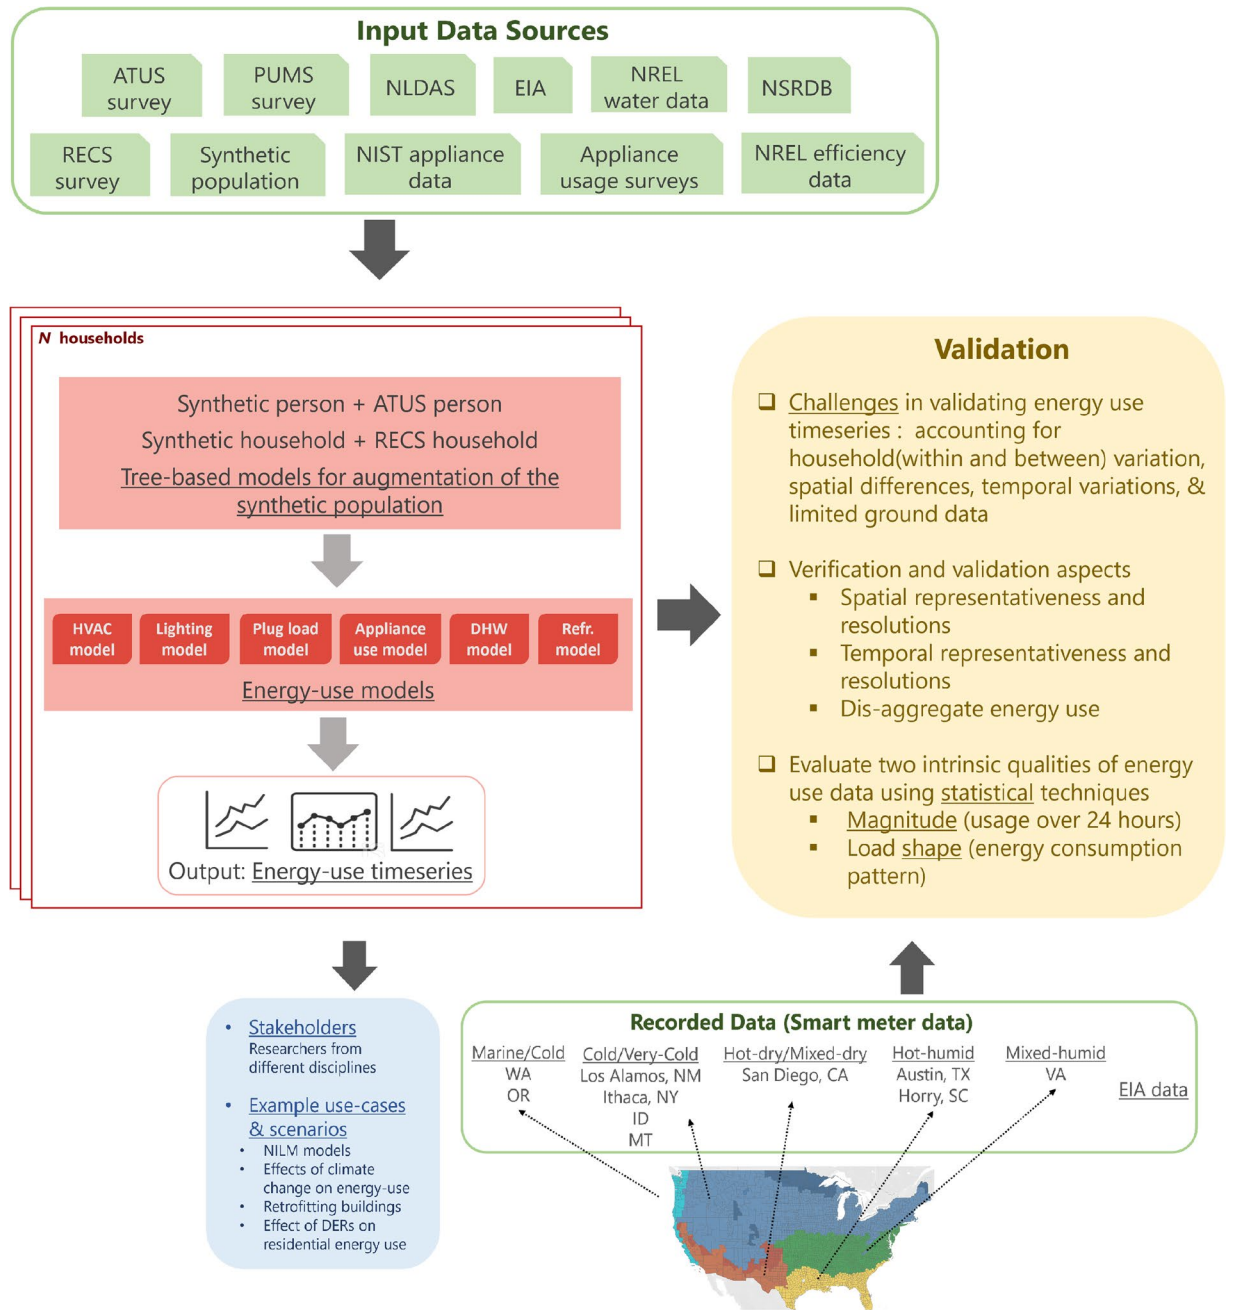 Input Data Sources
ATUS
survey
PUMS
survey
NLDAS
EIA
NREL
water data
NSRDB
RECS
survey
Synthetic
population
NIST appliance
data
Appliance
usage surveys
NREL efficiency
data
N households
Synthetic person + ATUS person
Synthetic household + RECS household
Tree-based models for augmentation of the
synthetic population
HVAC
model
Lighting
model
Plug load
model
Appliance
use model
DHW
model
Refr.
model
Energy-use models
Output: Energy-use timeseries
Validation
Challenges in validating energy use
timeseries : accounting for
household(within and between) variation,
spatial differences, temporal variations, &
limited ground data
Verification and validation aspects
Spatial representativeness and
resolutions
Temporal representativeness and
resolutions
Dis-aggregate energy use
Evaluate two intrinsic qualities of energy
use data using statistical techniques
Magnitude (usage over 24 hours)
Load shape (energy consumption
pattern)
Stakeholders
Researchers from
different disciplines
Example use-cases
& scenarios
NILM models
Effects of climate
change on energy-use
Retrofitting buildings
Effect of DERs on
residential energy use
Recorded Data (Smart meter data)
Marine/Cold
WA
OR
Cold/Very-Cold
Los Alamos, NM
Ithaca, NY
ID
MT
Hot-dry/Mixed-dry
San Diego, CA
Hot-humid
Austin, TX
Horry, SC
Mixed-humid
VA
EIA data